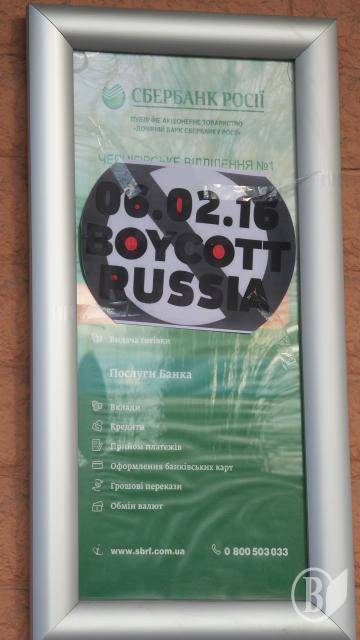 СБЕРБАНК РОСІЇ
ПУБЛІЧНЕ АКЦІОНЕРНЕ ТОВАРИСТВО
«ДОЧІРНІЙ БАНК СБЕРБАНКУ РОСІЇ»
ВІДДІЛЕННЯ №1
06.02.16
BOYCOTT
RUSSIA
Видача готівки
Послуги Банка
Вклади
Кредити
Прийом платежів
Оформлення банківських карт
Грошові перекази
Обмін валют
www.sbrf.com.ua
0 800 503 033
В